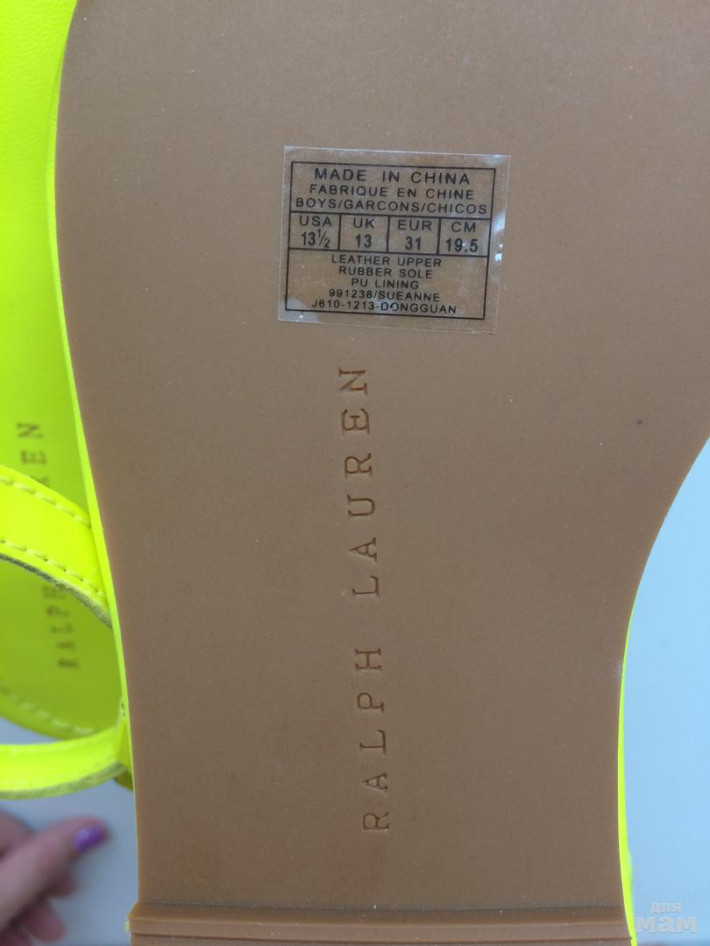 MADE IN CHINA
FABRIQUE EN CHINE
BOYS/GARCONS/CHICOS
USA UK EUR CM
13½ 13 31 19.5
LEATHER UPPER
RUBBER SOLE
PU LINING
991238/SUEANNE
J610-1213-DONGGUAN
RALPH LAUREN
RALPH REN
для
мам